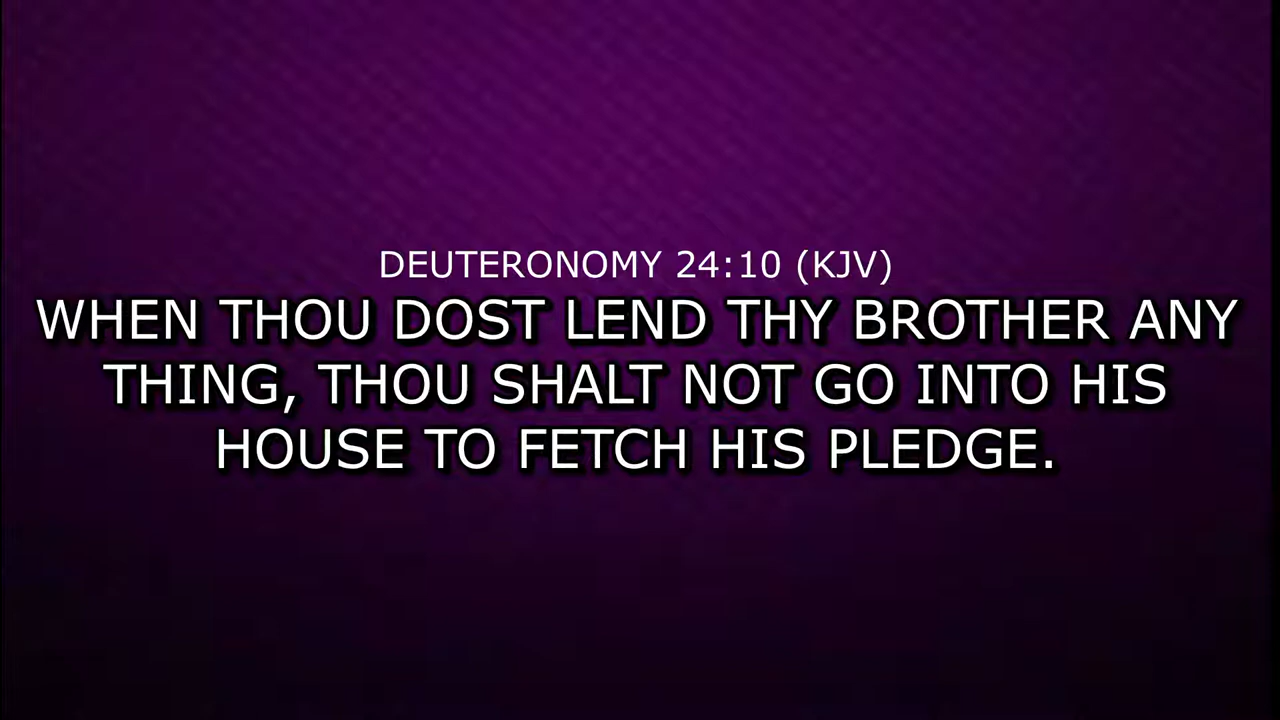 DEUTERONOMY 24:10 (KJV)
WHEN THOU DOST LEND THY BROTHER ANY
THING, THOU SHALT NOT GO INTO HIS
HOUSE TO FETCH HIS PLEDGE.